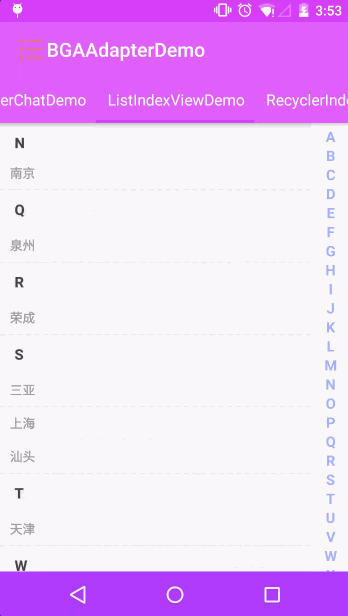 3:53
BGAAdapterDemo
erChatDemo ListIndexViewDemo RecyclerInde
N
南京
Q
泉州
R
荣成
S
三亚
上海
汕头
T
天津
W
A
B
C
D
E
F
G
H
I
J
K
L
M
N
O
P
Q
R
S
T
U
V
W